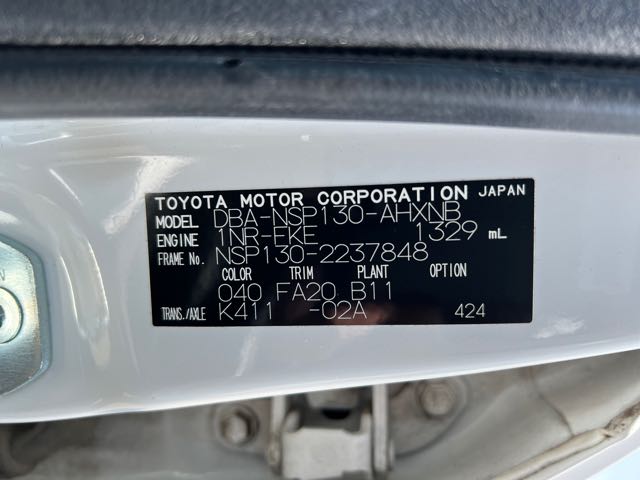 TOYOTA MOTOR CORPORATION JAPAN
MODEL DBA-NSP130-AHXNB
ENGINE 1NR-FKE 1329 mL
FRAME No. NSP130-2237848
COLOR TRIM PLANT OPTION
040 FA20 B11
TRANS./AXLE K411 -02A 424